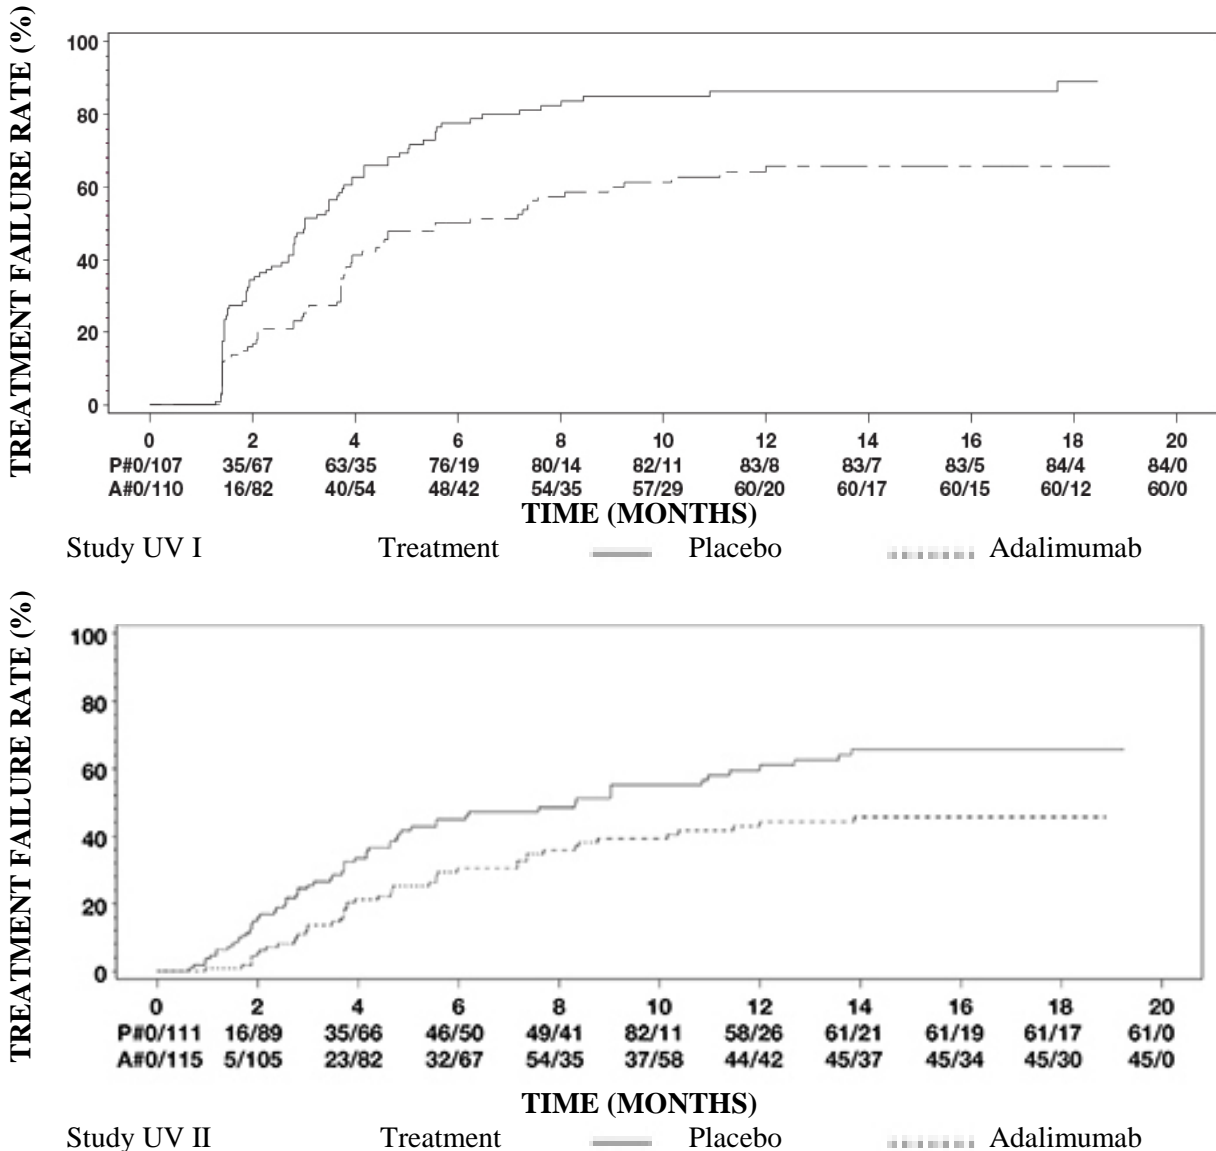 TREATMENT FAILURE RATE (%)
100
80
60
40
20
0
0 2 4 6 8 10 12 14 16 18 20
P#0/107 35/67 63/35 76/19 80/14 82/11 83/8 83/7 83/5 84/4 84/0
A#0/110 16/82 40/54 48/42 54/35 57/29 60/20 60/17 60/15 60/12 60/0
TIME (MONTHS)
Study UV I Treatment Placebo Adalimumab
TREATMENT FAILURE RATE (%)
100
80
60
40
20
0
0 2 4 6 8 10 12 14 16 18 20
P#0/111 16/89 35/66 46/50 49/41 82/11 58/26 61/21 61/19 61/17 61/0
A#0/115 5/105 23/82 32/67 54/35 37/58 44/42 45/37 45/34 45/30 45/0
TIME (MONTHS)
Study UV II Treatment Placebo Adalimumab